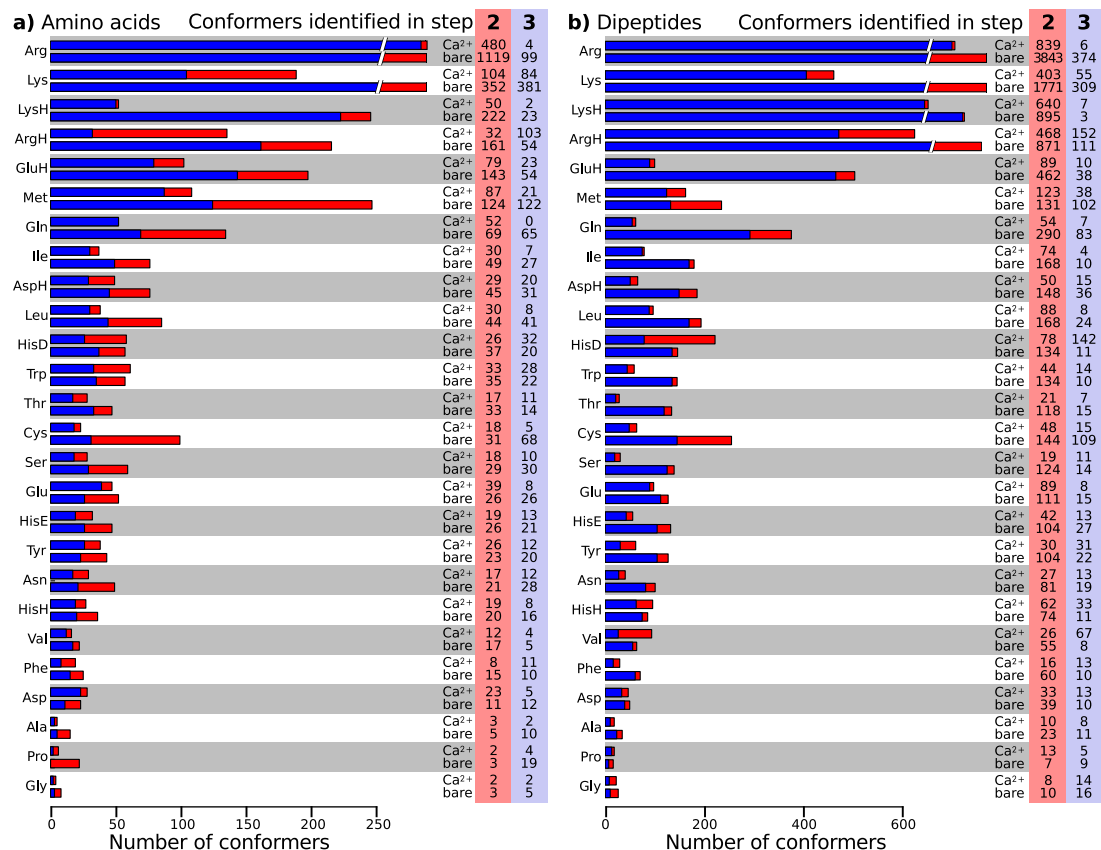 a) Amino acids Conformers identified in step 2 3
Arg Ca²⁺ 480 4
bare 1119 99
Lys Ca²⁺ 104 84
bare 352 381
LysH Ca²⁺ 50 2
bare 222 23
ArgH Ca²⁺ 32 103
bare 161 54
GluH Ca²⁺ 79 23
bare 143 54
Met Ca²⁺ 87 21
bare 124 122
Gln Ca²⁺ 52 0
bare 69 65
Ile Ca²⁺ 30 7
bare 49 27
AspH Ca²⁺ 29 20
bare 45 31
Leu Ca²⁺ 30 8
bare 44 41
HisD Ca²⁺ 26 32
bare 37 20
Trp Ca²⁺ 33 28
bare 35 22
Thr Ca²⁺ 17 11
bare 33 14
Cys Ca²⁺ 18 5
bare 31 68
Ser Ca²⁺ 18 10
bare 29 30
Glu Ca²⁺ 39 8
bare 26 26
HisE Ca²⁺ 19 13
bare 26 21
Tyr Ca²⁺ 26 12
bare 23 20
Asn Ca²⁺ 17 12
bare 21 28
HisH Ca²⁺ 19 8
bare 20 16
Val Ca²⁺ 12 4
bare 17 5
Phe Ca²⁺ 8 11
bare 15 10
Asp Ca²⁺ 23 5
bare 11 12
Ala Ca²⁺ 3 2
bare 5 10
Pro Ca²⁺ 2 4
bare 3 19
Gly Ca²⁺ 2 2
bare 3 5
0 50 100 150 200 250
Number of conformers
b) Dipeptides Conformers identified in step 2 3
Arg Ca²⁺ 839 6
bare 3843 374
Lys Ca²⁺ 403 55
bare 1771 309
LysH Ca²⁺ 640 7
bare 895 3
ArgH Ca²⁺ 468 152
bare 871 111
GluH Ca²⁺ 89 10
bare 462 38
Met Ca²⁺ 123 38
bare 131 102
Gln Ca²⁺ 54 7
bare 290 83
Ile Ca²⁺ 74 4
bare 168 10
AspH Ca²⁺ 50 15
bare 148 36
Leu Ca²⁺ 88 8
bare 168 24
HisD Ca²⁺ 78 142
bare 134 11
Trp Ca²⁺ 44 14
bare 134 10
Thr Ca²⁺ 21 7
bare 118 15
Cys Ca²⁺ 48 15
bare 144 109
Ser Ca²⁺ 19 11
bare 124 14
Glu Ca²⁺ 89 8
bare 111 15
HisE Ca²⁺ 42 13
bare 104 27
Tyr Ca²⁺ 30 31
bare 104 22
Asn Ca²⁺ 27 13
bare 81 19
HisH Ca²⁺ 62 33
bare 74 11
Val Ca²⁺ 26 67
bare 55 8
Phe Ca²⁺ 16 13
bare 60 10
Asp Ca²⁺ 33 13
bare 39 10
Ala Ca²⁺ 10 8
bare 23 11
Pro Ca²⁺ 13 5
bare 7 9
Gly Ca²⁺ 8 14
bare 10 16
0 200 400 600
Number of conformers